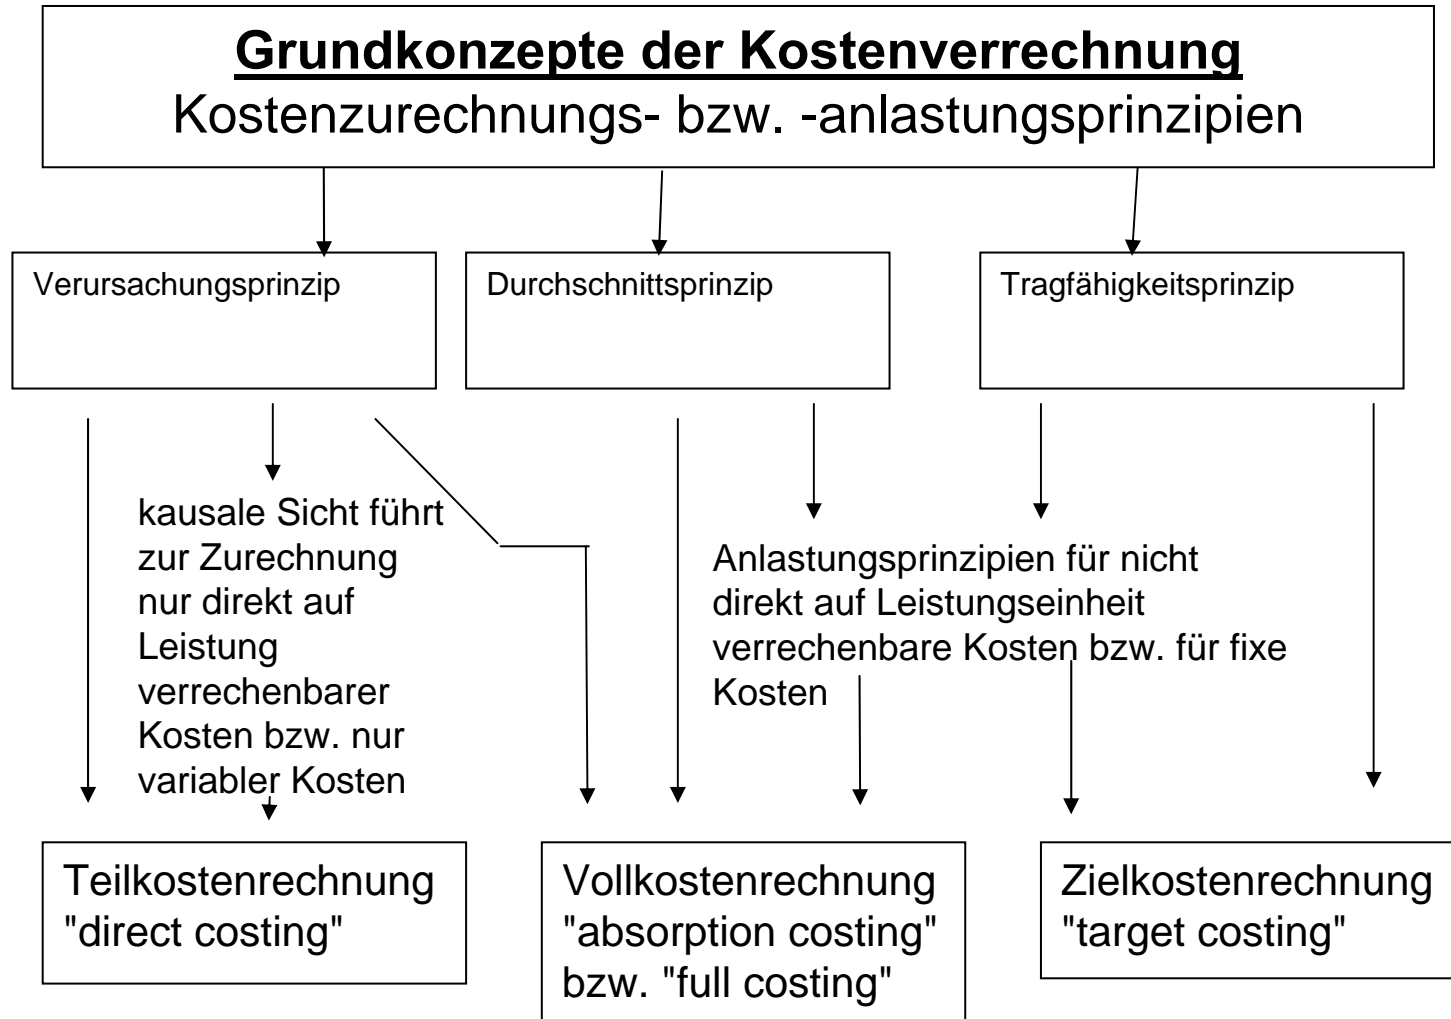 Grundkonzepte der Kostenverrechnung
Kostenzurechnungs- bzw. -anlastungsprinzipien
Verursachungsprinzip
Durchschnittsprinzip
Tragfähigkeitsprinzip
kausale Sicht führt
zur Zurechnung
nur direkt auf
Leistung
verrechenbarer
Kosten bzw. nur
variabler Kosten
Anlastungsprinzipien für nicht
direkt auf Leistungseinheit
verrechenbare Kosten bzw. für fixe
Kosten
Teilkostenrechnung
"direct costing"
Vollkostenrechnung
"absorption costing"
bzw. "full costing"
Zielkostenrechnung
"target costing"